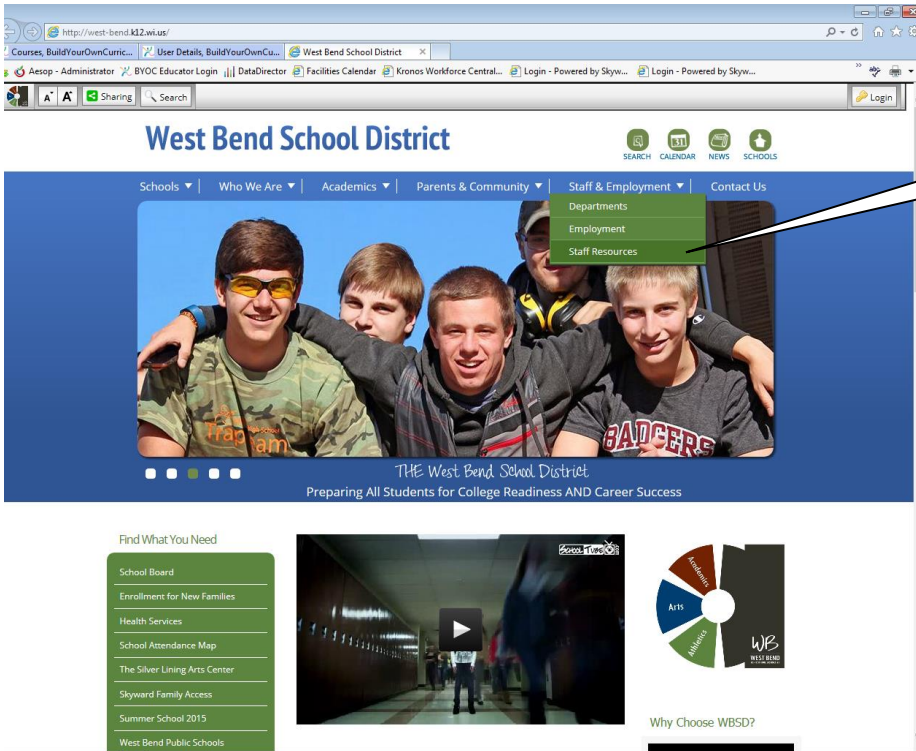 http://west-bend.k12.wi.us/
Courses, BuildYourOwnCurric...
User Details, BuildYourOwnCu...
West Bend School District
Aesop - Administrator
BYOC Educator Login
DataDirector
Facilities Calendar
Kronos Workforce Central...
Login - Powered by Skyw...
Login - Powered by Skyw...
A A Sharing Search Login
West Bend School District
SEARCH CALENDAR NEWS SCHOOLS
Schools Who We Are Academics Parents & Community Staff & Employment Contact Us
Departments
Employment
Staff Resources
BADGERS
THE West Bend School District
Preparing All Students for College Readiness AND Career Success
Find What You Need
School Board
Enrollment for New Families
Health Services
School Attendance Map
The Silver Lining Arts Center
Skyward Family Access
Summer School 2015
West Bend Public Schools
SCHOOL TUBE
Academics
Arts
Athletics
WB
WEST BEND
Why Choose WBSD?